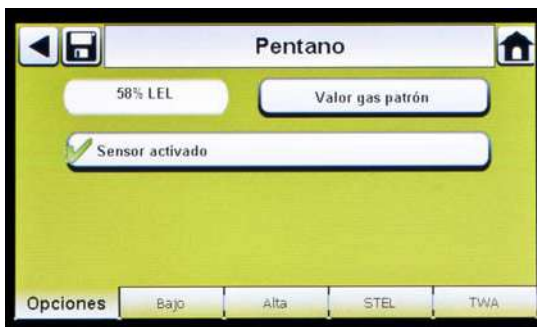 Pentano
58% LEL
Valor gas patrón
Sensor activado
Opciones
Bajo
Alta
STEL
TWA